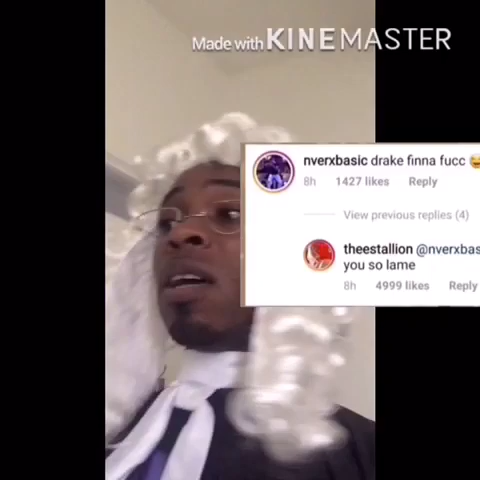 Made with KINEMASTER
nverxbasic drake finna fucc 😂
8h 1427 likes Reply
View previous replies (4)
theestallion @nverxbas
you so lame
8h 4999 likes Reply